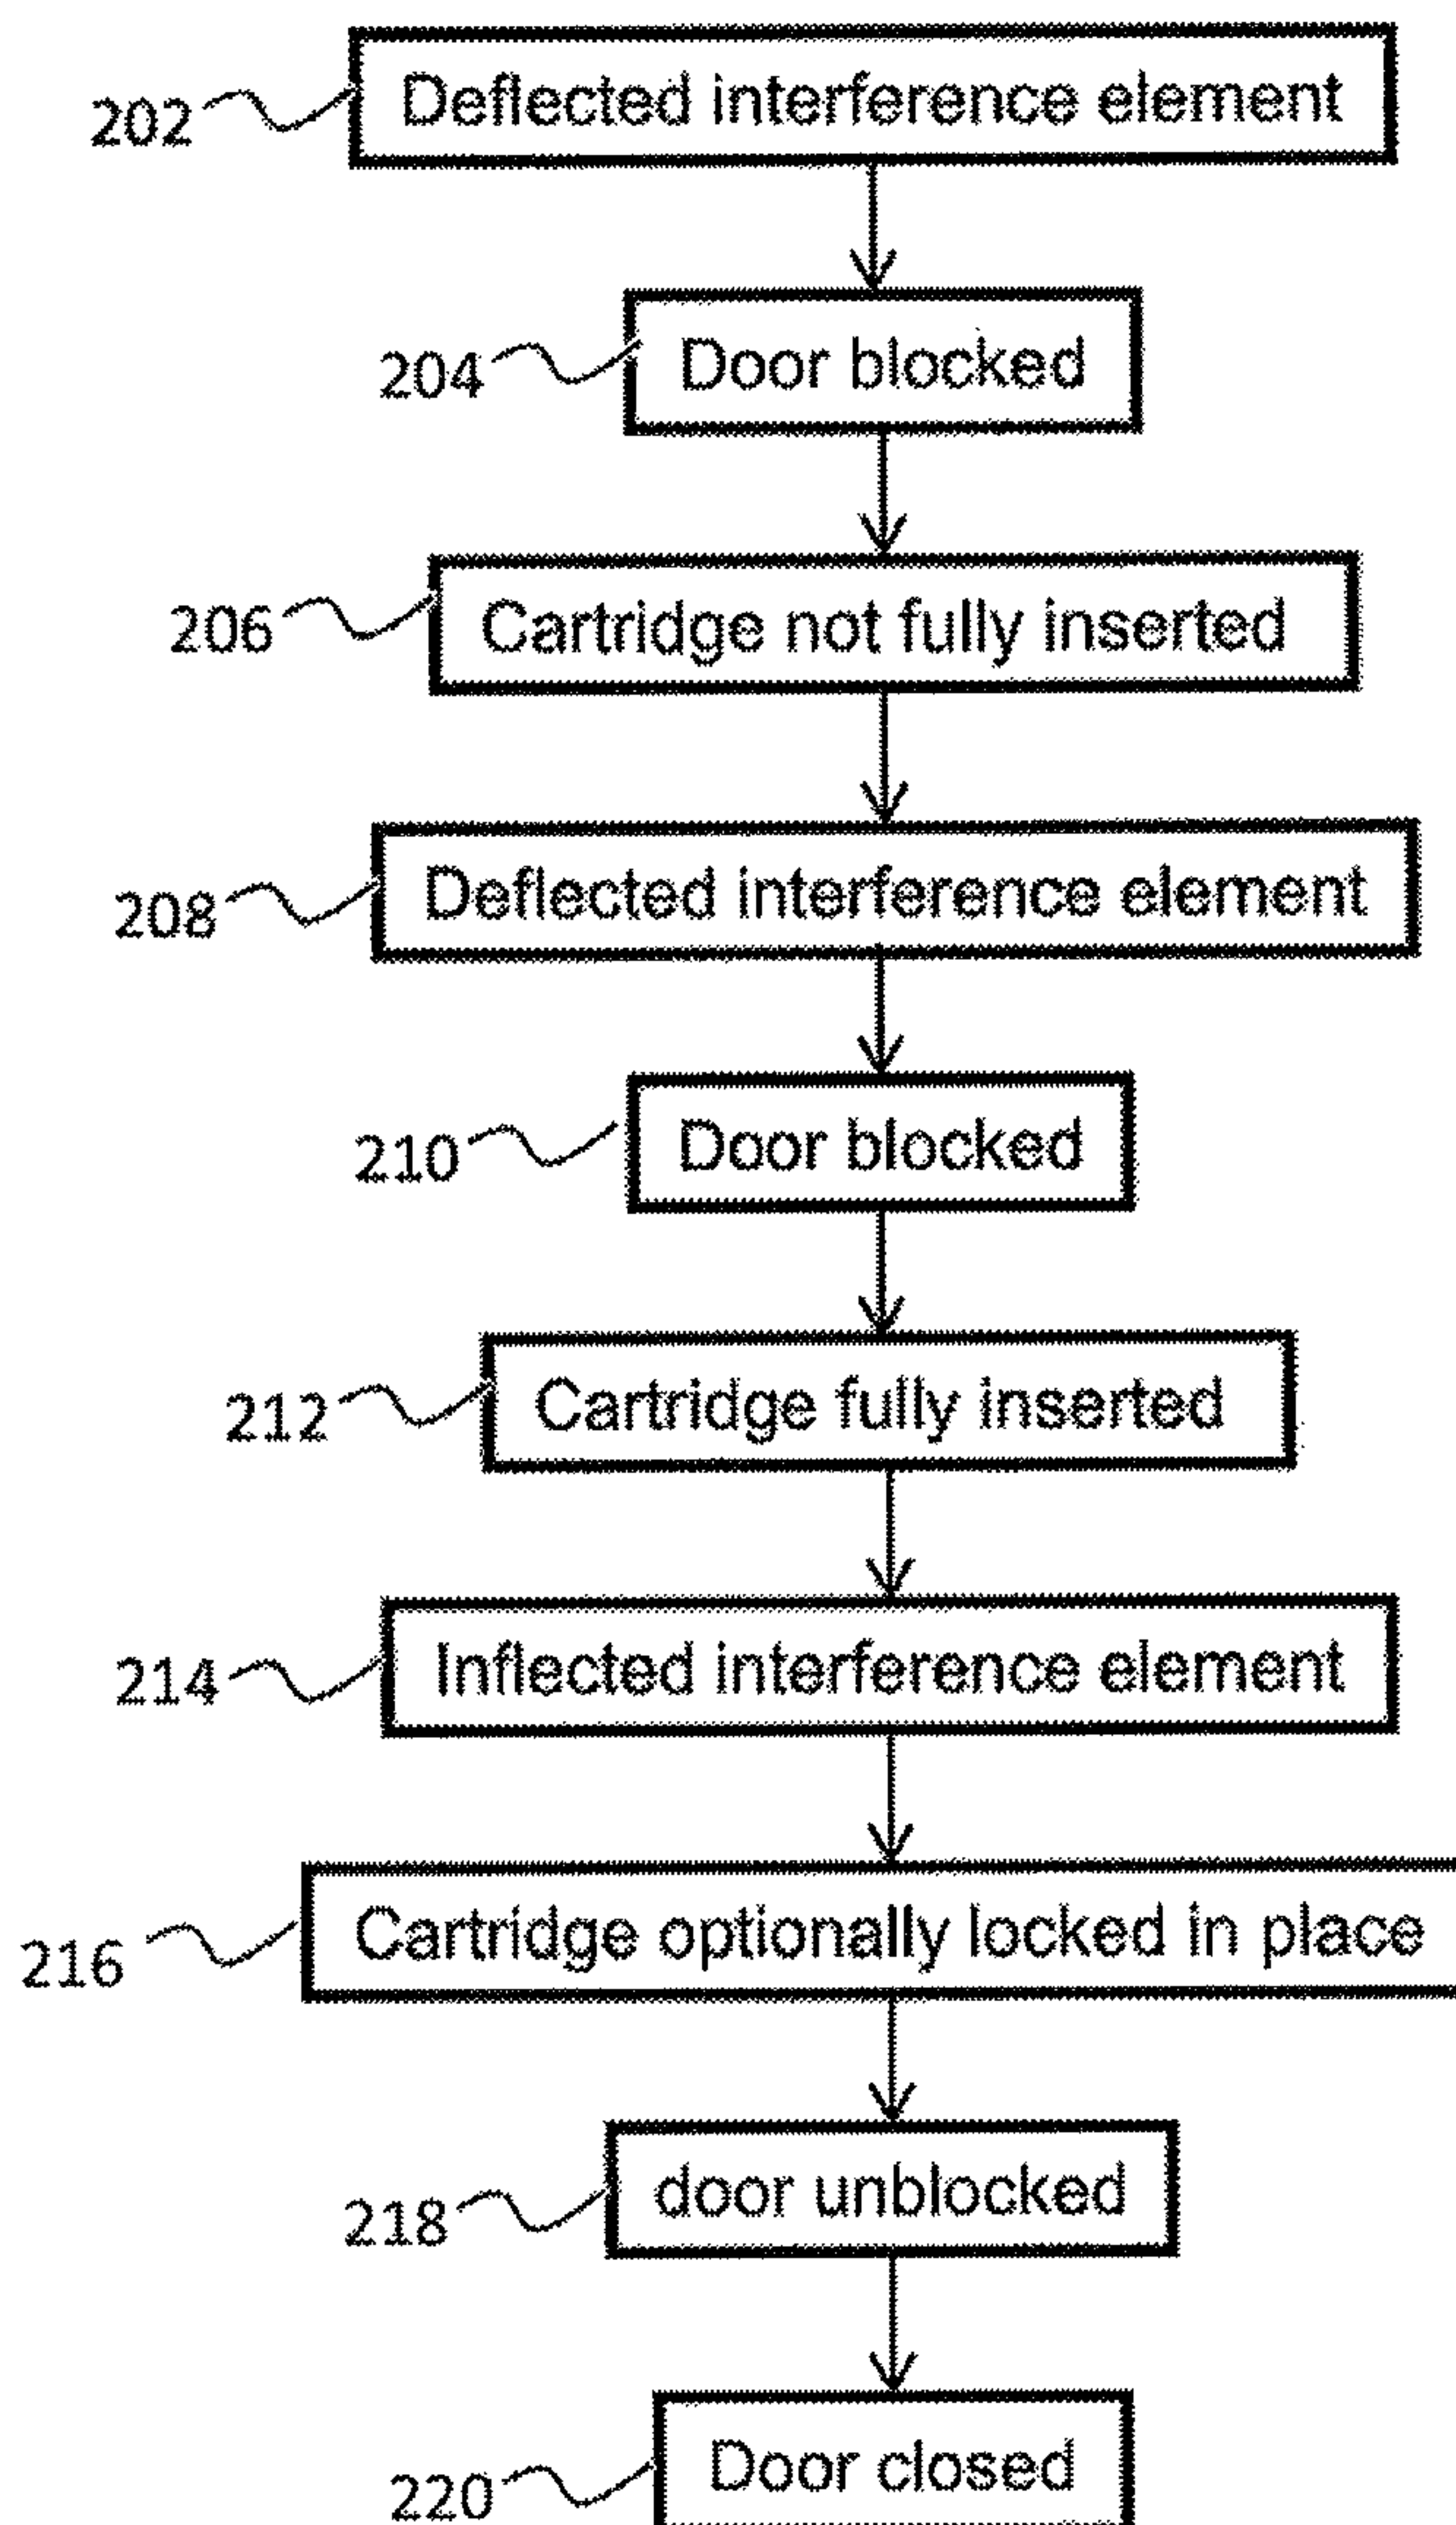 202 Deflected interference element
204 Door blocked
206 Cartridge not fully inserted
208 Deflected interference element
210 Door blocked
212 Cartridge fully inserted
214 Inflected interference element
216 Cartridge optionally locked in place
218 door unblocked
220 Door closed